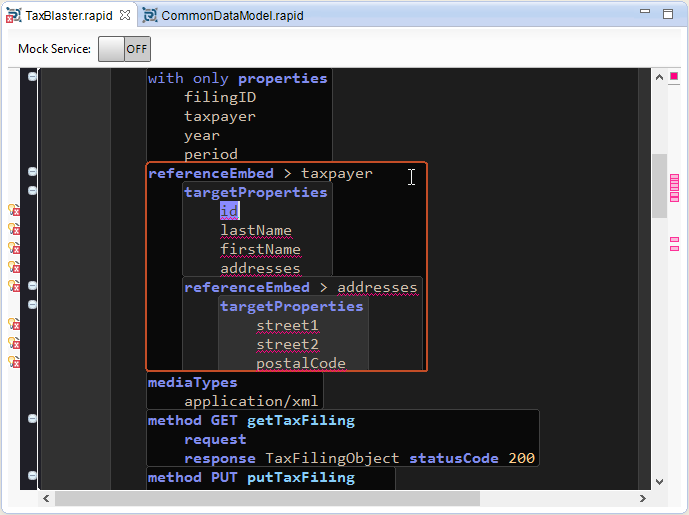 TaxBlaster.rapid CommonDataModel.rapid
Mock Service: OFF
with only properties
filingID
taxpayer
year
period
referenceEmbed > taxpayer
targetProperties
id
lastName
firstName
addresses
referenceEmbed > addresses
targetProperties
street1
street2
postalCode
mediaTypes
application/xml
method GET getTaxFiling
request
response TaxFilingObject statusCode 200
method PUT putTaxFiling